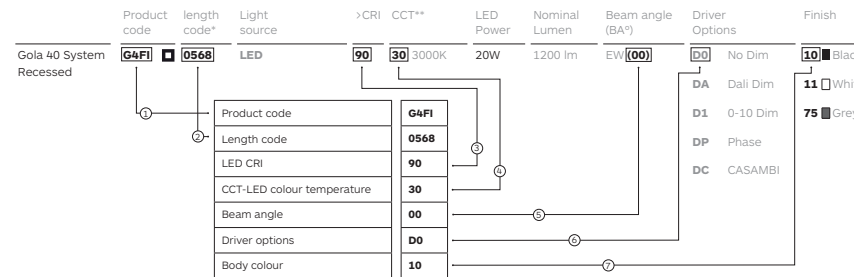 Product code length code* Light source >CRI CCT** LED Power Nominal Lumen Beam angle (BA°) Driver Options Finish
Gola 40 System Recessed G4FI 0568 LED 90 30 3000K 20W 1200 lm EW (00) D0 No Dim 10
DA Dali Dim 11
D1 0-10 Dim 75
DP Phase
DC CASAMBI
1
2
3
4
5
6
7
Product code G4FI
Length code 0568
LED CRI 90
CCT-LED colour temperature 30
Beam angle 00
Driver options D0
Body colour 10